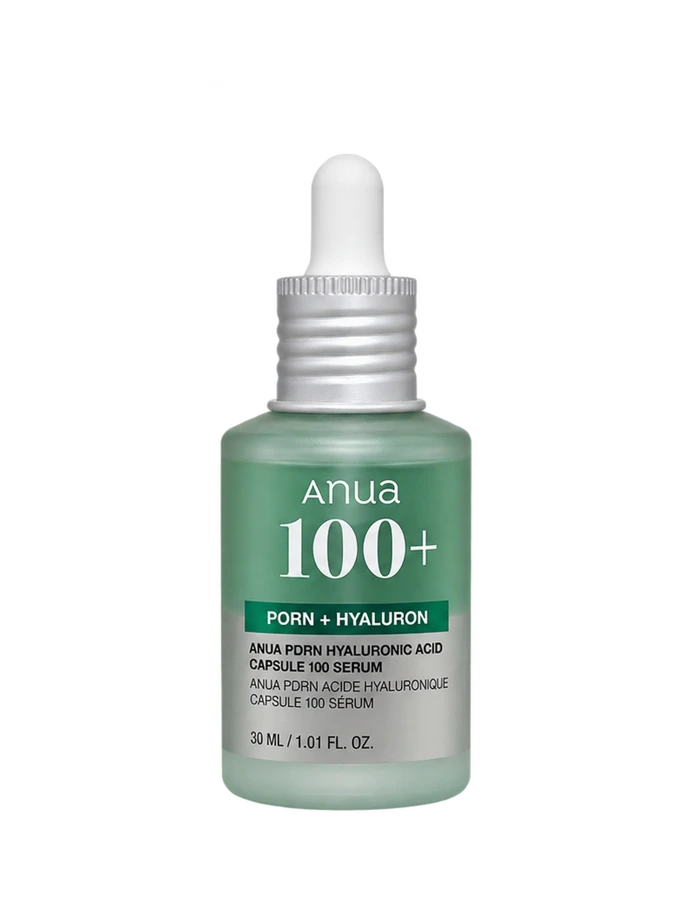 Anua
100+
PORN + HYALURON
ANUA PDRN HYALURONIC ACID
CAPSULE 100 SERUM
ANUA PDRN ACIDE HYALURONIQUE
CAPSULE 100 SÉRUM
30 ML / 1.01 FL. OZ.